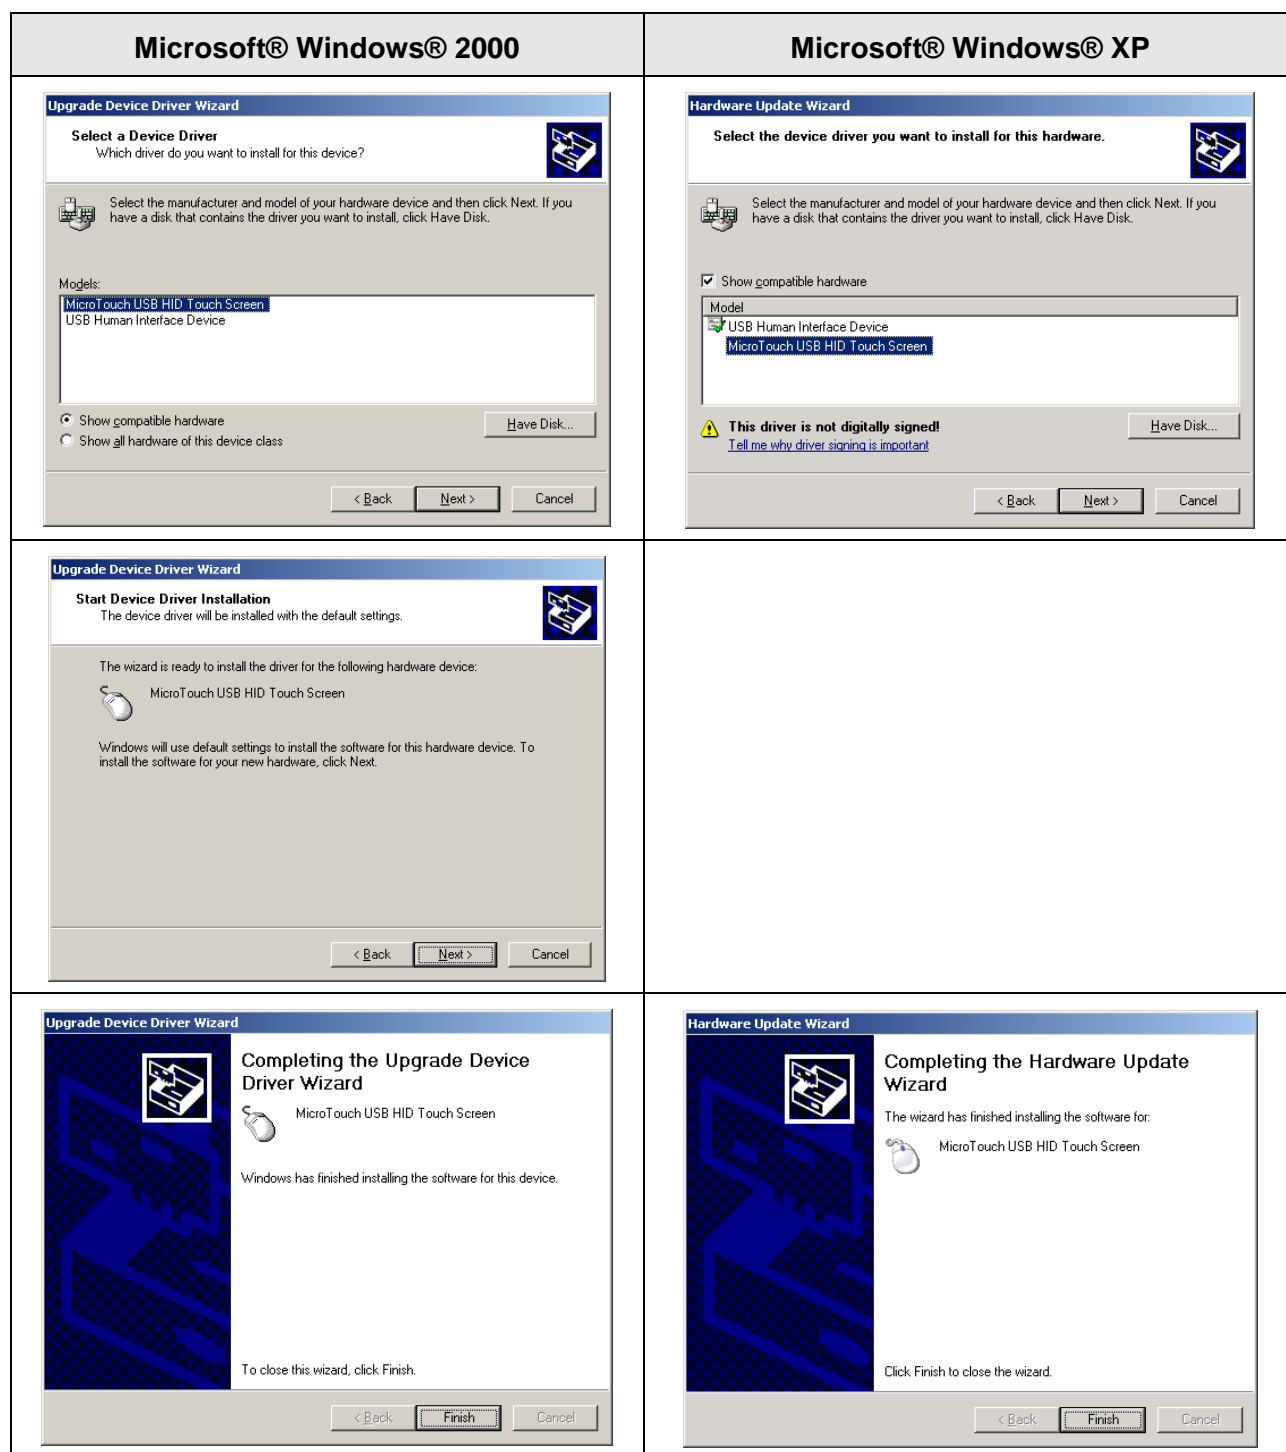 Microsoft® Windows® 2000
Microsoft® Windows® XP
Upgrade Device Driver Wizard
Select a Device Driver
Which driver do you want to install for this device?
Select the manufacturer and model of your hardware device and then click Next. If you
have a disk that contains the driver you want to install, click Have Disk.
Models:
MicroTouch USB HID Touch Screen
USB Human Interface Device
Show compatible hardware
Show all hardware of this device class
Have Disk...
< Back
Next >
Cancel
Hardware Update Wizard
Select the device driver you want to install for this hardware.
Select the manufacturer and model of your hardware device and then click Next. If you
have a disk that contains the driver you want to install, click Have Disk.
Show compatible hardware
Model
USB Human Interface Device
MicroTouch USB HID Touch Screen
This driver is not digitally signed!
Tell me why driver signing is important
Have Disk...
< Back
Next >
Cancel
Upgrade Device Driver Wizard
Start Device Driver Installation
The device driver will be installed with the default settings.
The wizard is ready to install the driver for the following hardware device:
MicroTouch USB HID Touch Screen
Windows will use default settings to install the software for this hardware device. To
install the software for your new hardware, click Next.
< Back
Next >
Cancel
Upgrade Device Driver Wizard
Completing the Upgrade Device
Driver Wizard
MicroTouch USB HID Touch Screen
Windows has finished installing the software for this device.
To close this wizard, click Finish.
< Back
Finish
Cancel
Hardware Update Wizard
Completing the Hardware Update
Wizard
The wizard has finished installing the software for:
MicroTouch USB HID Touch Screen
Click Finish to close the wizard.
< Back
Finish
Cancel